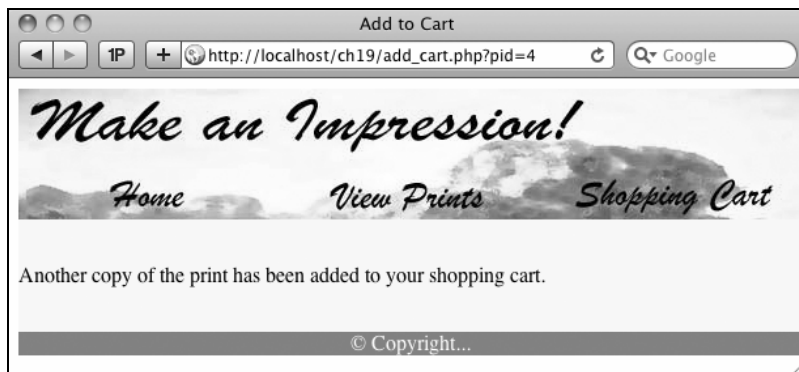 Add to Cart
1P + http://localhost/ch19/add_cart.php?pid=4 Google
Make an Impression!
Home View Prints Shopping Cart
Another copy of the print has been added to your shopping cart.
© Copyright...